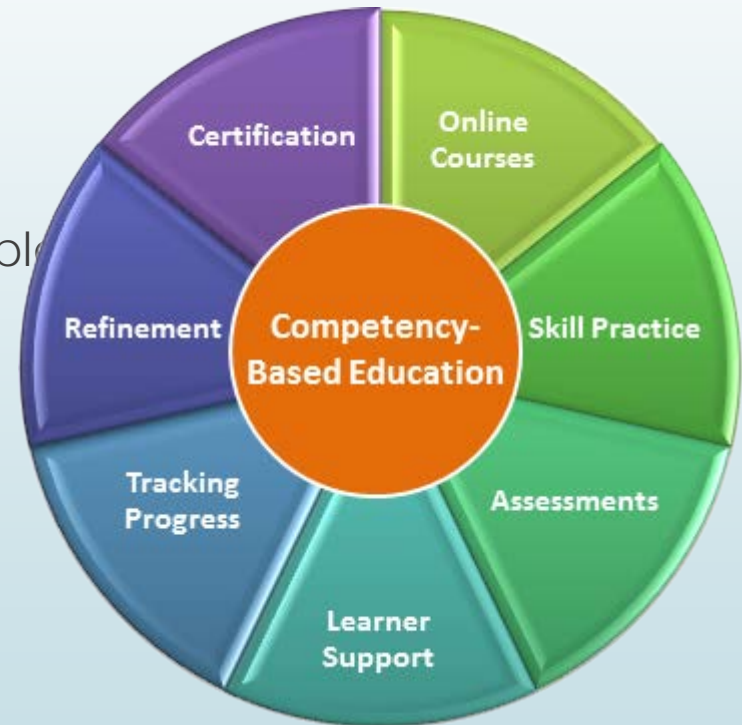 Certification
Online
Courses
Refinement
Competency-
Based Education
Skill Practice
Tracking
Progress
Assessments
Learner
Support